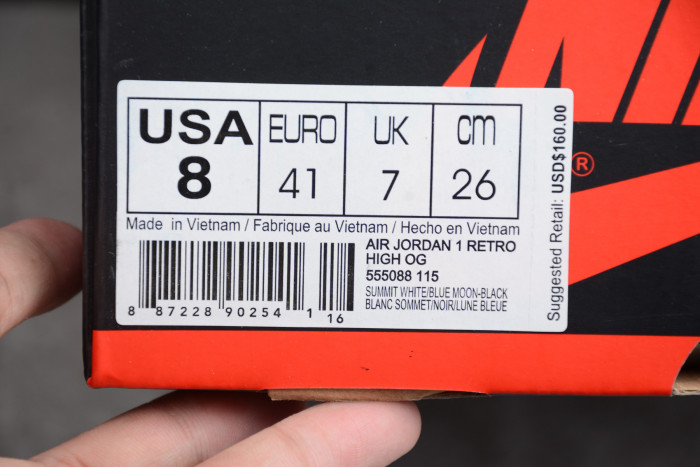 USA EURO UK cm
8 41 7 26
Made in Vietnam / Fabrique au Vietnam / Hecho en Vietnam
AIR JORDAN 1 RETRO
HIGH OG
555088 115
SUMMIT WHITE/BLUE MOON-BLACK
BLANC SOMMET/NOIR/LUNE BLEUE
8 87228 90254 1 16
Suggested Retail: USD$160.00
®